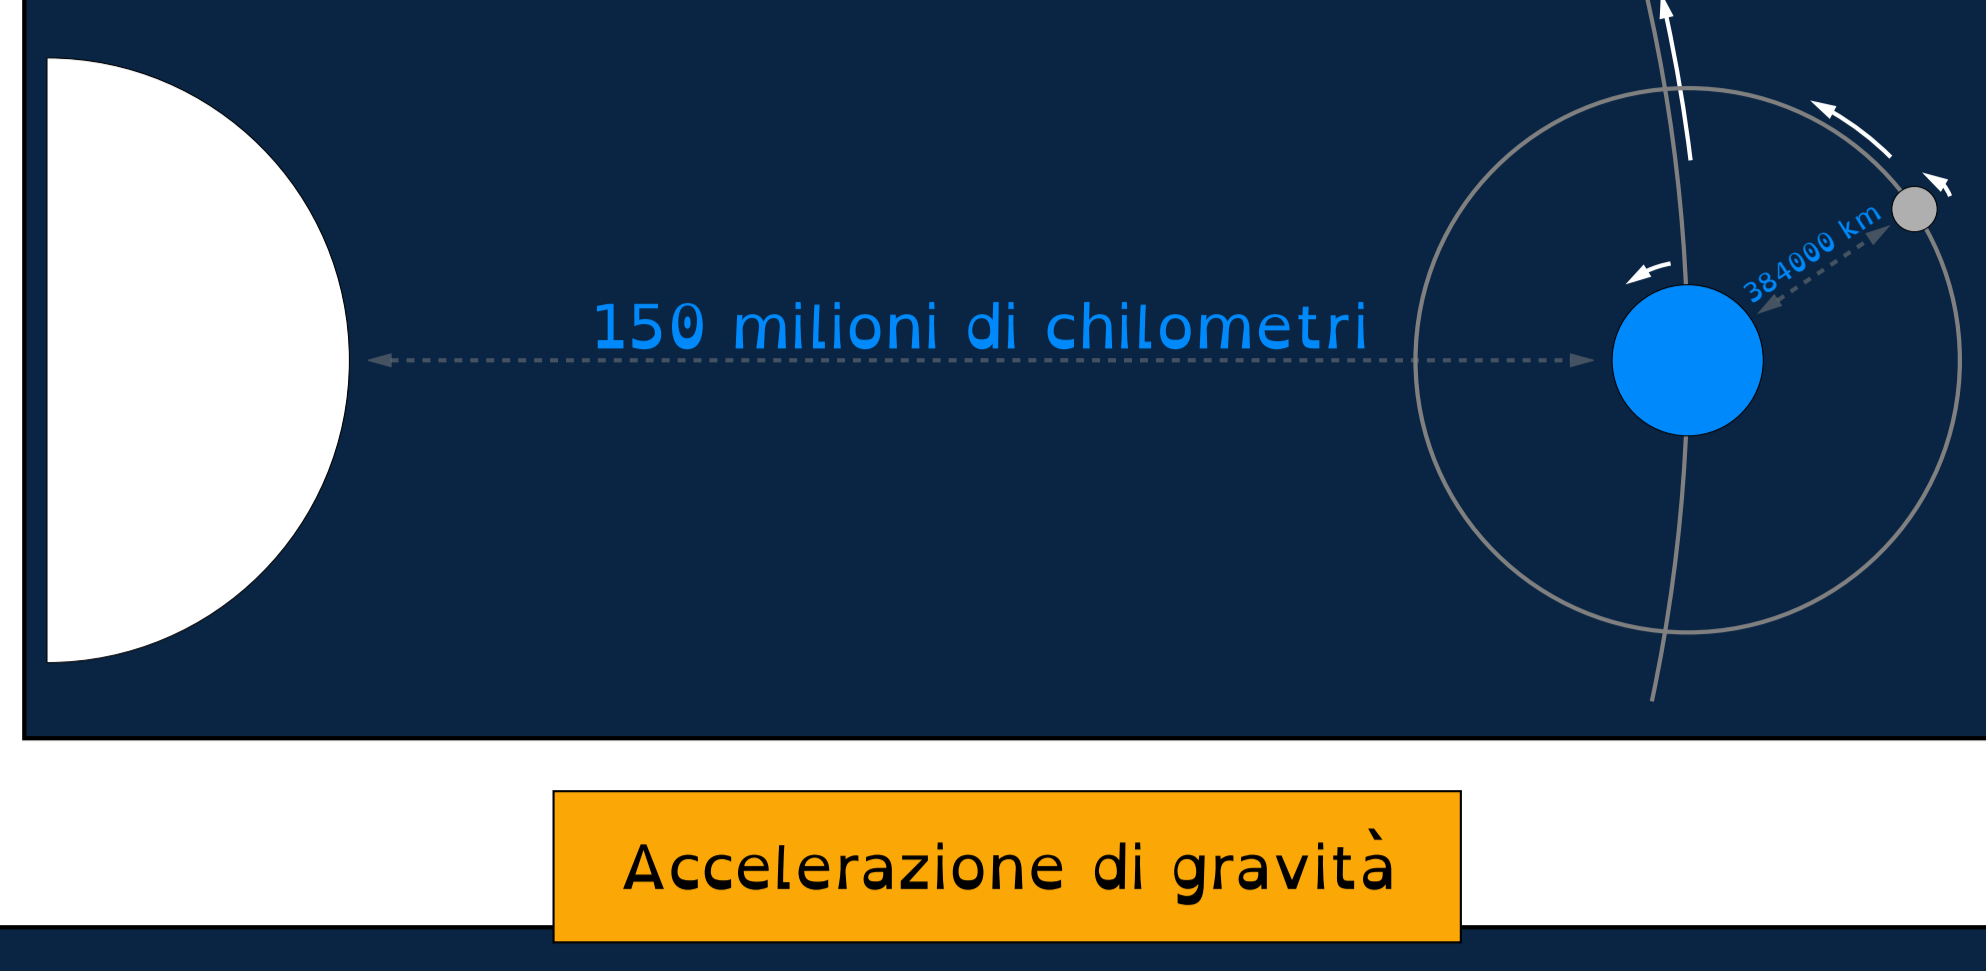 384000 km
150 milioni di chilometri
Accelerazione di gravità